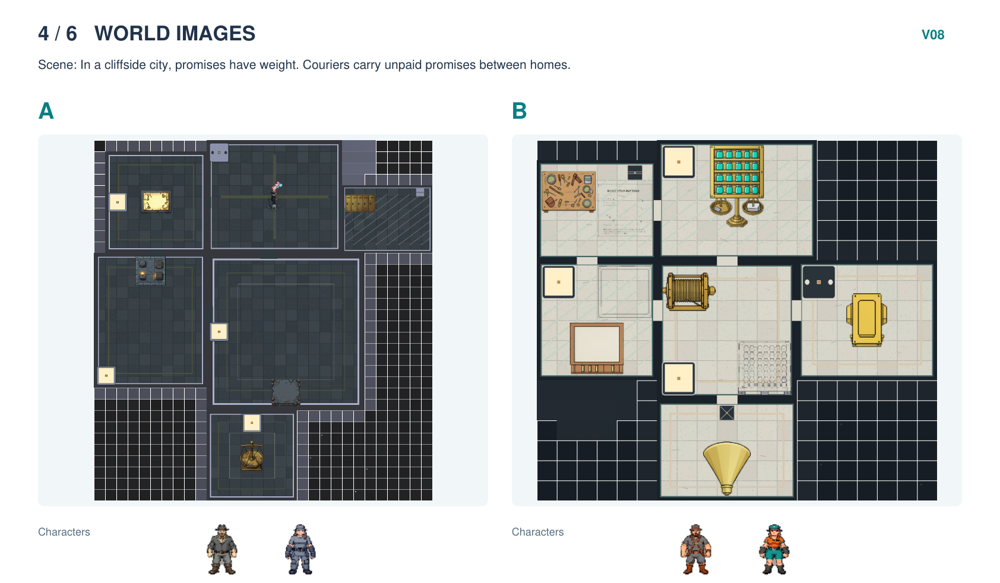 4 / 6 WORLD IMAGES
V08
Scene: In a cliffside city, promises have weight. Couriers carry unpaid promises between homes.
A
B
Characters
Characters